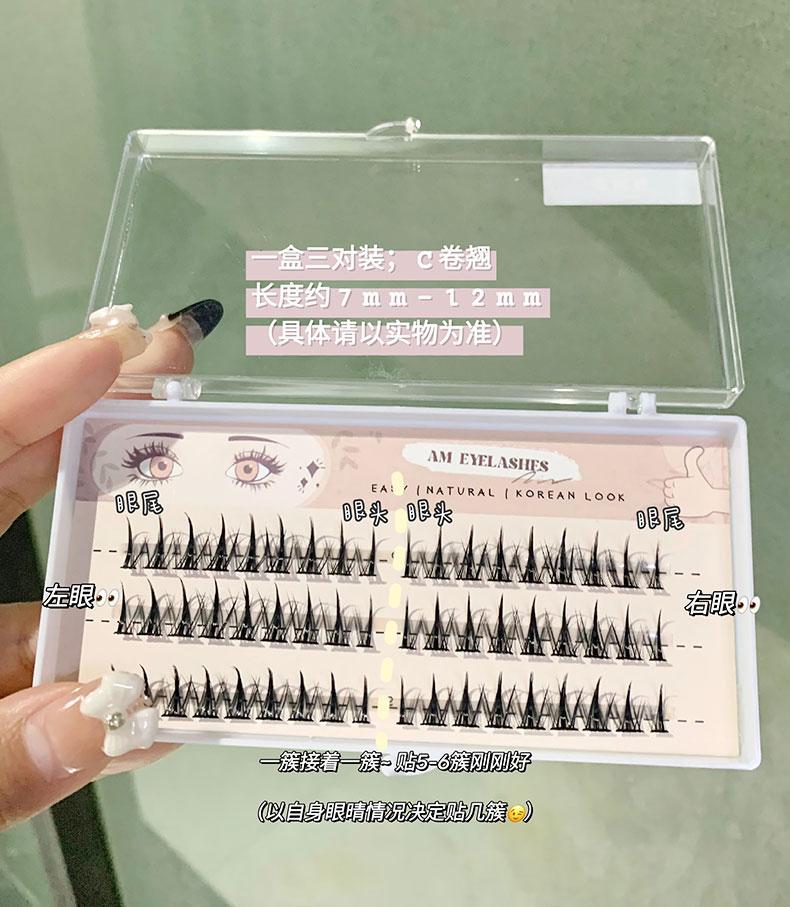 一盒三对装；C卷翘
长度约7mm-12mm
（具体请以实物为准）
AM EYELASHES
EASY | NATURAL | KOREAN LOOK
眼尾 眼头 眼头 眼尾
左眼👀 右眼👀
一簇接着一簇~贴5-6簇刚刚好
（以自身眼睛情况决定贴几簇😉）